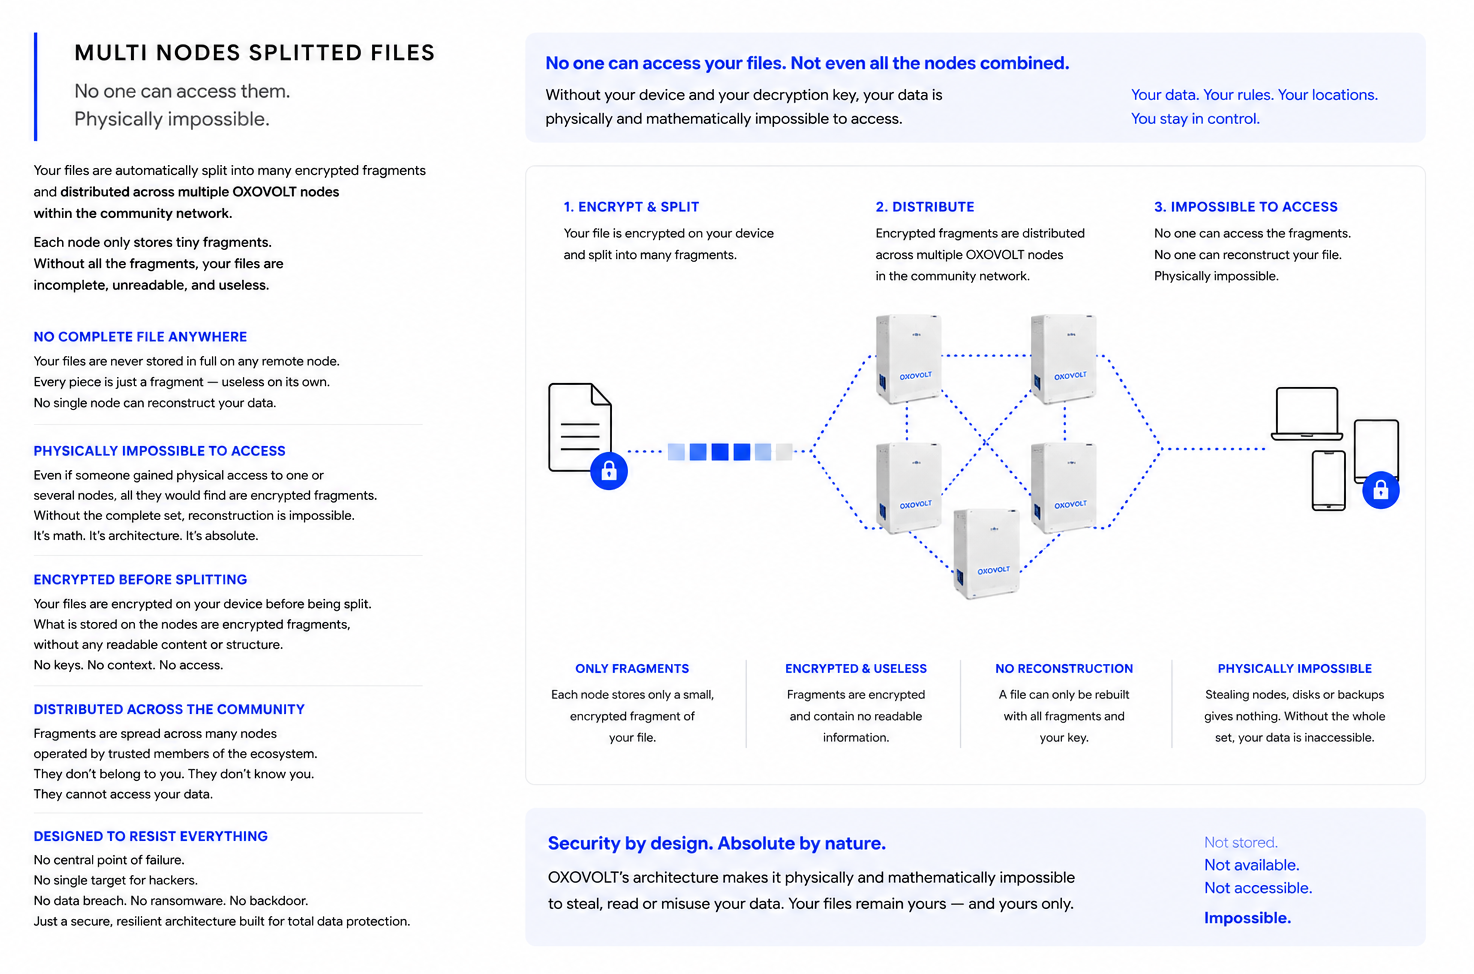 MULTI NODES SPLITTED FILES
No one can access them.
Physically impossible.
Your files are automatically split into many encrypted fragments
and distributed across multiple OXOVOLT nodes
within the community network.
Each node only stores tiny fragments.
Without all the fragments, your files are
incomplete, unreadable, and useless.
NO COMPLETE FILE ANYWHERE
Your files are never stored in full on any remote node.
Every piece is just a fragment — useless on its own.
No single node can reconstruct your data.
PHYSICALLY IMPOSSIBLE TO ACCESS
Even if someone gained physical access to one or
several nodes, all they would find are encrypted fragments.
Without the complete set, reconstruction is impossible.
It's math. It's architecture. It's absolute.
ENCRYPTED BEFORE SPLITTING
Your files are encrypted on your device before being split.
What is stored on the nodes are encrypted fragments,
without any readable content or structure.
No keys. No context. No access.
DISTRIBUTED ACROSS THE COMMUNITY
Fragments are spread across many nodes
operated by trusted members of the ecosystem.
They don't belong to you. They don't know you.
They cannot access your data.
DESIGNED TO RESIST EVERYTHING
No central point of failure.
No single target for hackers.
No data breach. No ransomware. No backdoor.
Just a secure, resilient architecture built for total data protection.
No one can access your files. Not even all the nodes combined.
Without your device and your decryption key, your data is
physically and mathematically impossible to access.
Your data. Your rules. Your locations.
You stay in control.
1. ENCRYPT & SPLIT
Your file is encrypted on your device
and split into many fragments.
2. DISTRIBUTE
Encrypted fragments are distributed
across multiple OXOVOLT nodes
in the community network.
3. IMPOSSIBLE TO ACCESS
No one can access the fragments.
No one can reconstruct your file.
Physically impossible.
OXOVOLT
OXOVOLT
OXOVOLT
OXOVOLT
OXOVOLT
ONLY FRAGMENTS
Each node stores only a small,
encrypted fragment of
your file.
ENCRYPTED & USELESS
Fragments are encrypted
and contain no readable
information.
NO RECONSTRUCTION
A file can only be rebuilt
with all fragments and
your key.
PHYSICALLY IMPOSSIBLE
Stealing nodes, disks or backups
gives nothing. Without the whole
set, your data is inaccessible.
Security by design. Absolute by nature.
OXOVOLT's architecture makes it physically and mathematically impossible
to steal, read or misuse your data. Your files remain yours — and yours only.
Not stored.
Not available.
Not accessible.
Impossible.